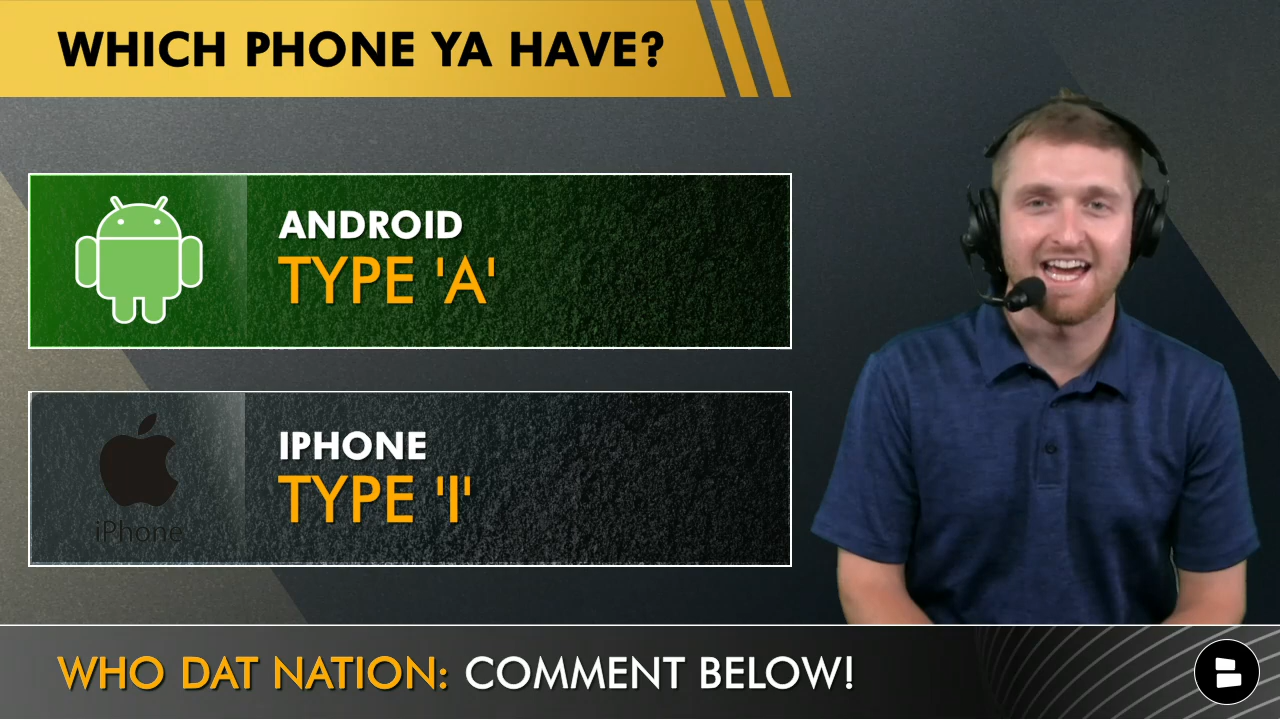 WHICH PHONE YA HAVE?
ANDROID
TYPE 'A'
IPHONE
TYPE 'I'
iPhone
WHO DAT NATION: COMMENT BELOW!